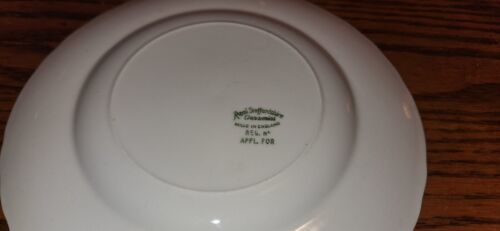 Royal Staffordshire
Ceramics
MADE IN ENGLAND
REG. Nº
APPL. FOR